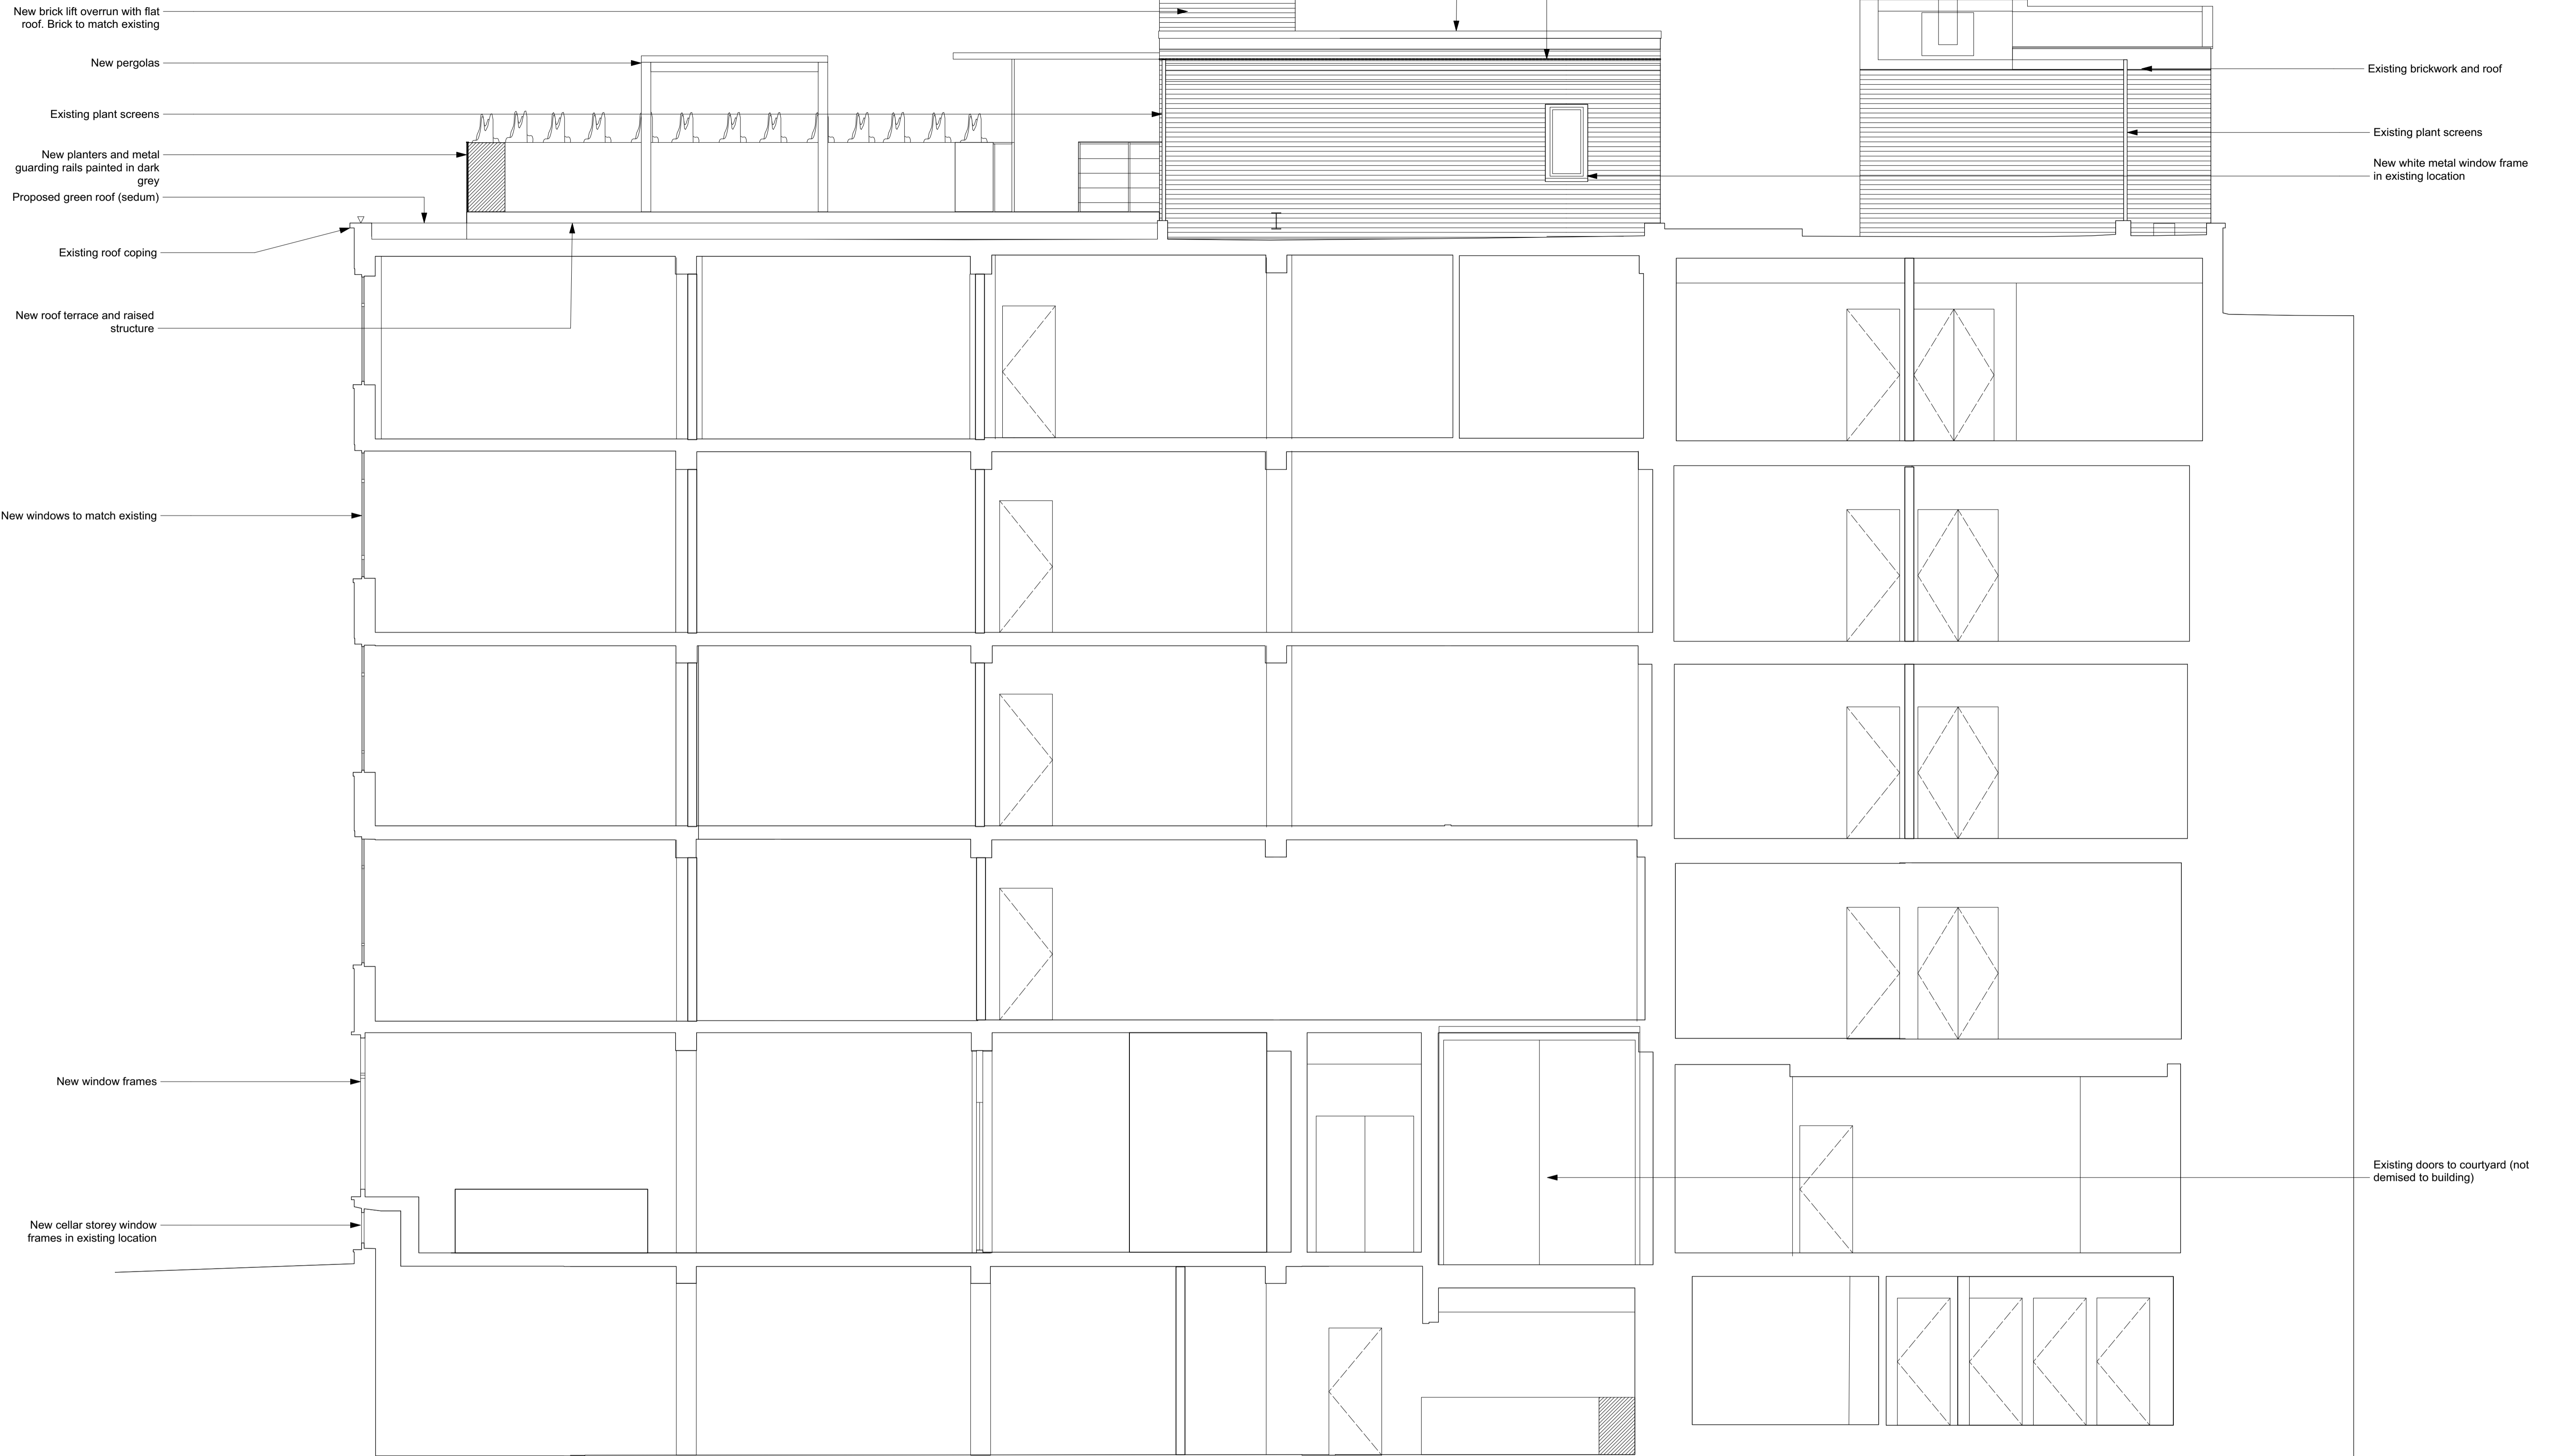 New brick lift overrun with flat
roof. Brick to match existing
New pergolas
Existing plant screens
New planters and metal
guarding rails painted in dark
grey
Proposed green roof (sedum)
Existing roof coping
New roof terrace and raised
structure
New windows to match existing
New window frames
New cellar storey window
frames in existing location
Existing brickwork and roof
Existing plant screens
New white metal window frame
in existing location
Existing doors to courtyard (not
demised to building)